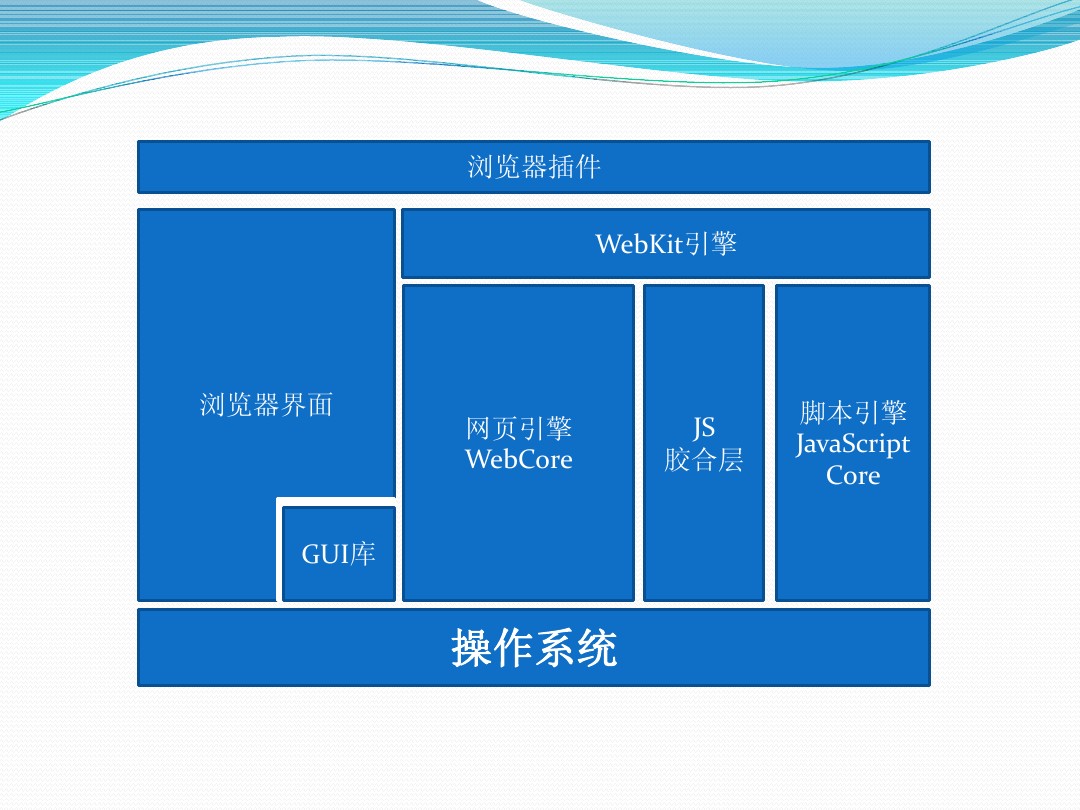 浏览器插件
WebKit引擎
浏览器界面
网页引擎
WebCore
JS
胶合层
脚本引擎
JavaScript
Core
GUI库
操作系统